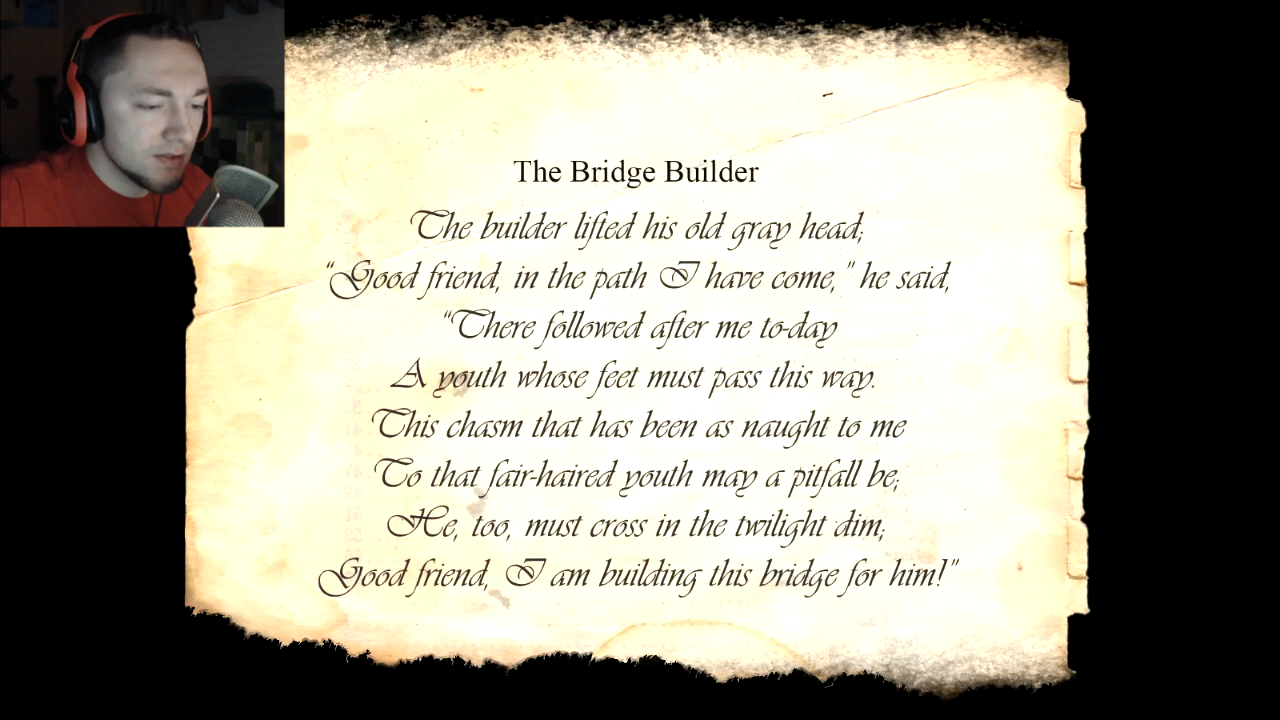 The Bridge Builder
The builder lifted his old gray head;
“Good friend, in the path I have come,” he said,
“There followed after me to-day
A youth whose feet must pass this way.
This chasm that has been as naught to me
To that fair-haired youth may a pitfall be;
He, too, must cross in the twilight dim;
Good friend, I am building this bridge for him!”